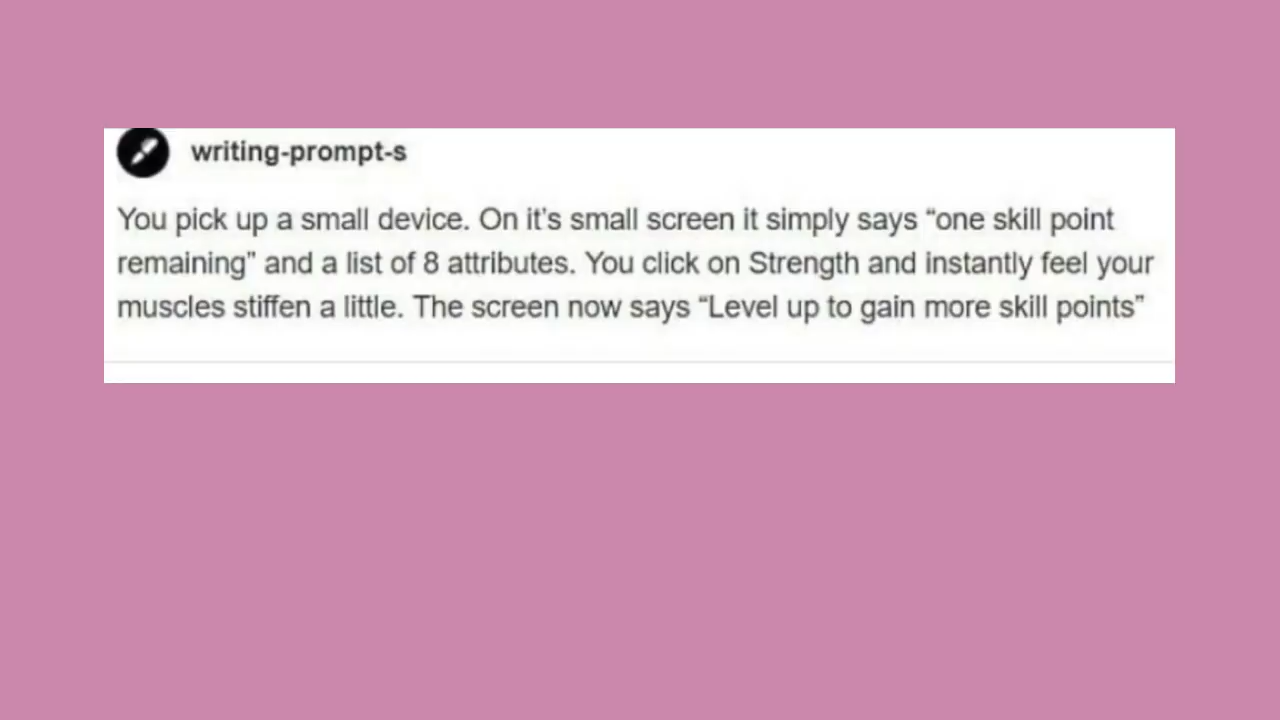 writing-prompt-s
You pick up a small device. On it’s small screen it simply says “one skill point
remaining” and a list of 8 attributes. You click on Strength and instantly feel your
muscles stiffen a little. The screen now says “Level up to gain more skill points”